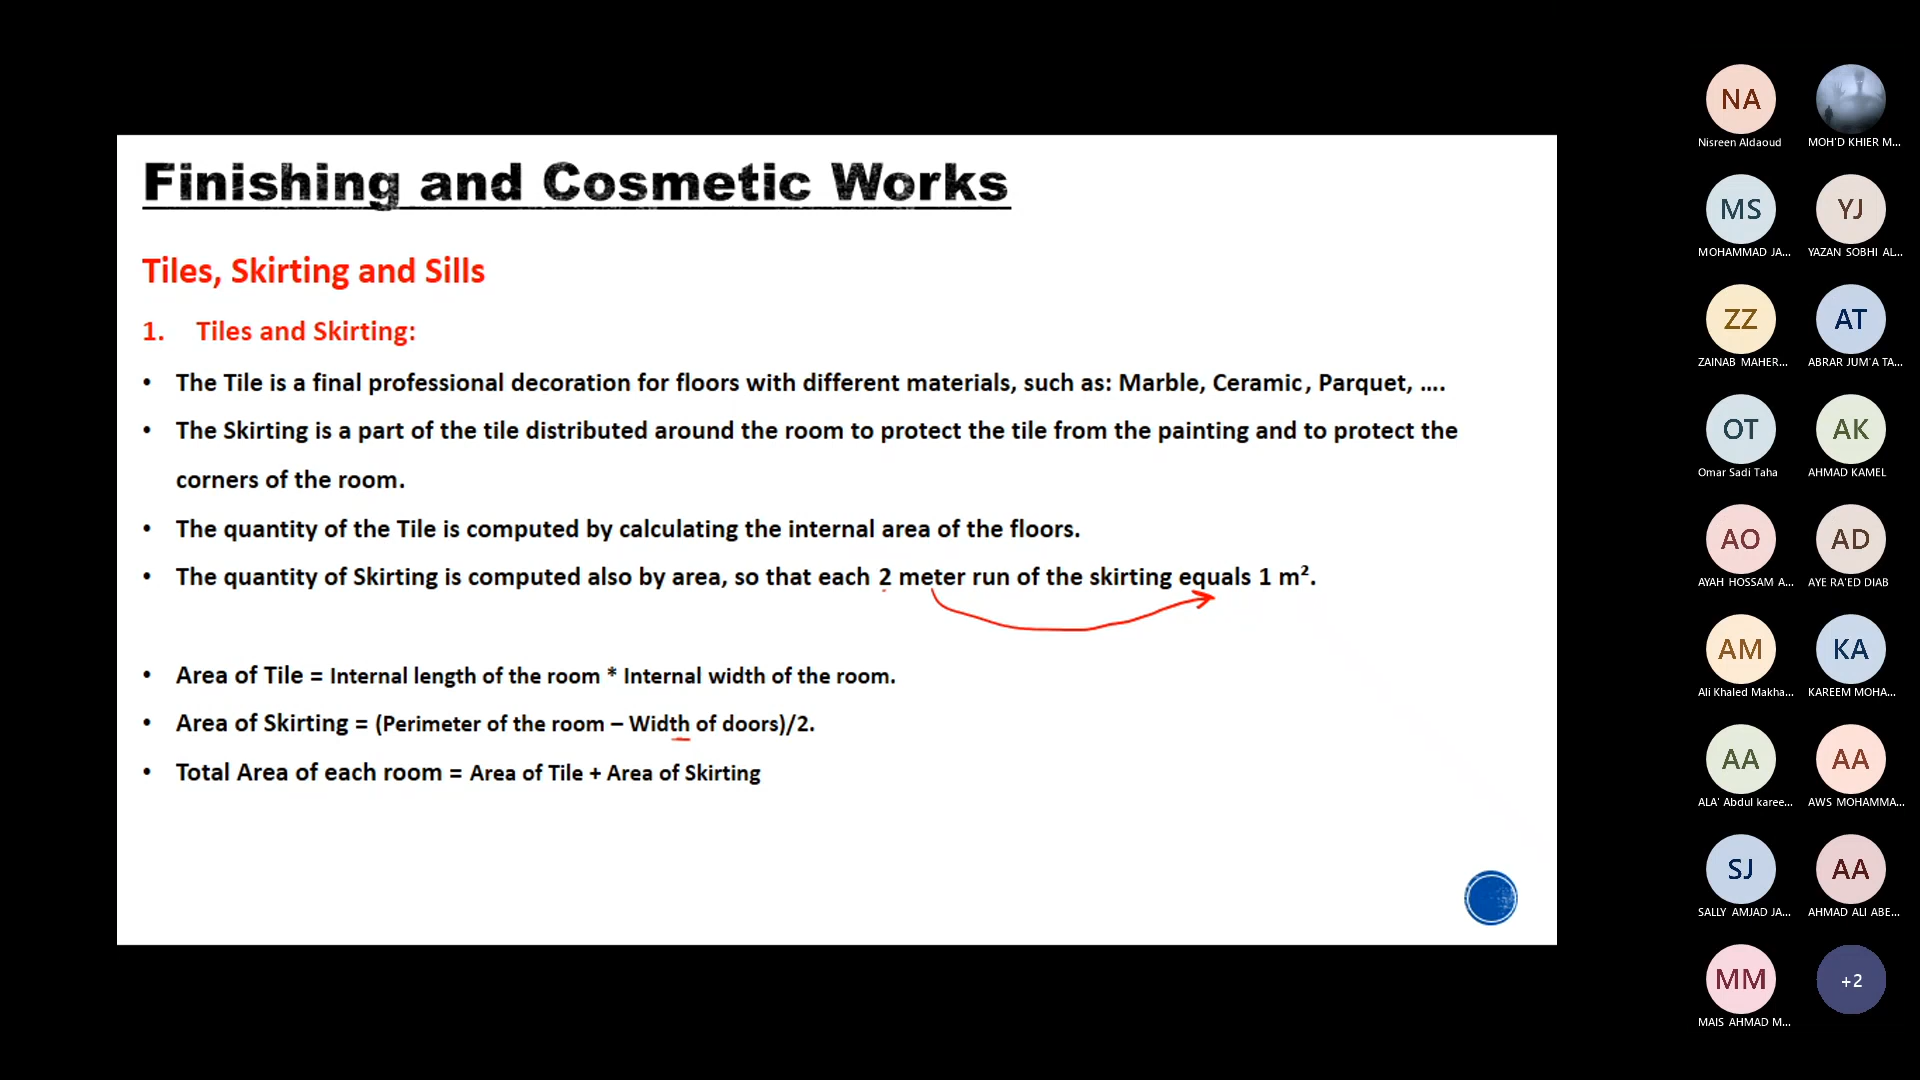 Finishing and Cosmetic Works
Tiles, Skirting and Sills
1. Tiles and Skirting:
• The Tile is a final professional decoration for floors with different materials, such as: Marble, Ceramic, Parquet, ....
• The Skirting is a part of the tile distributed around the room to protect the tile from the painting and to protect the
corners of the room.
• The quantity of the Tile is computed by calculating the internal area of the floors.
• The quantity of Skirting is computed also by area, so that each 2 meter run of the skirting equals 1 m².
• Area of Tile = Internal length of the room * Internal width of the room.
• Area of Skirting = (Perimeter of the room – Width of doors)/2.
• Total Area of each room = Area of Tile + Area of Skirting
NA
Nisreen Aldaoud
MOH'D KHIER M...
MS
MOHAMMAD JA...
YJ
YAZAN SOBHI AL...
ZZ
ZAINAB MAHER...
AT
ABRAR JUM'A TA...
OT
Omar Sadi Taha
AK
AHMAD KAMEL
AO
AYAH HOSSAM A...
AD
AYE RA'ED DIAB
AM
Ali Khaled Makha...
KA
KAREEM MOHA...
AA
ALA' Abdul karee...
AA
AWS MOHAMMA...
SJ
SALLY AMJAD JA...
AA
AHMAD ALI ABE...
MM
MAIS AHMAD M...
+2